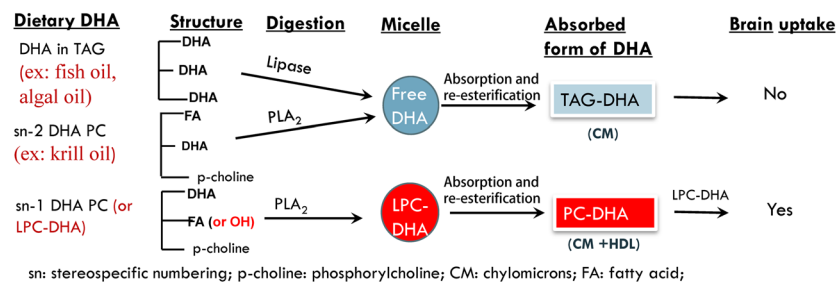 Dietary DHA Structure Digestion Micelle Absorbed form of DHA Brain uptake
DHA in TAG
(ex: fish oil,
algal oil)
DHA
DHA
DHA
Lipase
Free
DHA
Absorption and
re-esterification
TAG-DHA
(CM)
No
sn-2 DHA PC
(ex: krill oil)
FA
DHA
p-choline
PLA2
sn-1 DHA PC (or
LPC-DHA)
DHA
FA (or OH)
p-choline
PLA2
LPC-
DHA
Absorption and
re-esterification
PC-DHA
(CM +HDL)
LPC-DHA
Yes
sn: stereospecific numbering; p-choline: phosphorylcholine; CM: chylomicrons; FA: fatty acid;